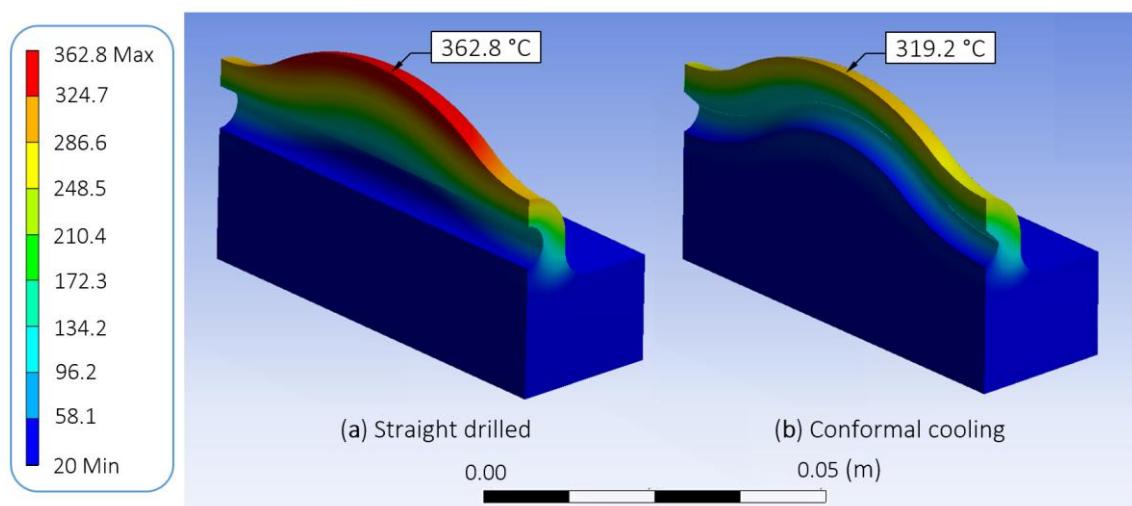 362.8 Max
324.7
286.6
248.5
210.4
172.3
134.2
96.2
58.1
20 Min
362.8 °C
319.2 °C
(a) Straight drilled
(b) Conformal cooling
0.00
0.05 (m)